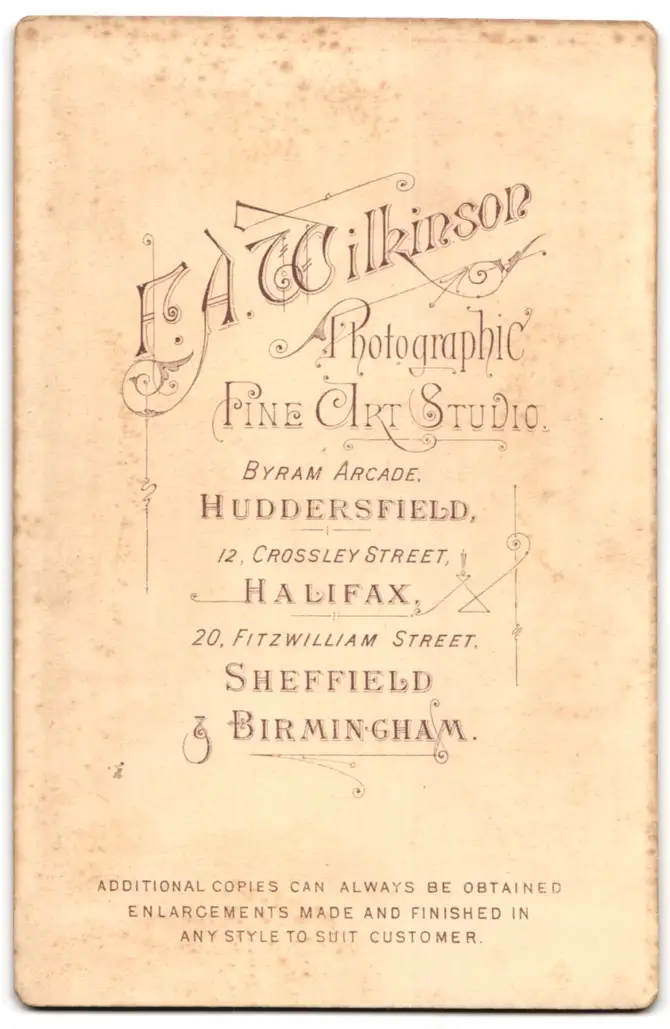 F. A. Wilkinson
Photographic
Fine Art Studio.
Byram Arcade,
Huddersfield,
12, Crossley Street,
Halifax,
20, Fitzwilliam Street,
Sheffield
& Birmingham.
ADDITIONAL COPIES CAN ALWAYS BE OBTAINED
ENLARGEMENTS MADE AND FINISHED IN
ANY STYLE TO SUIT CUSTOMER.